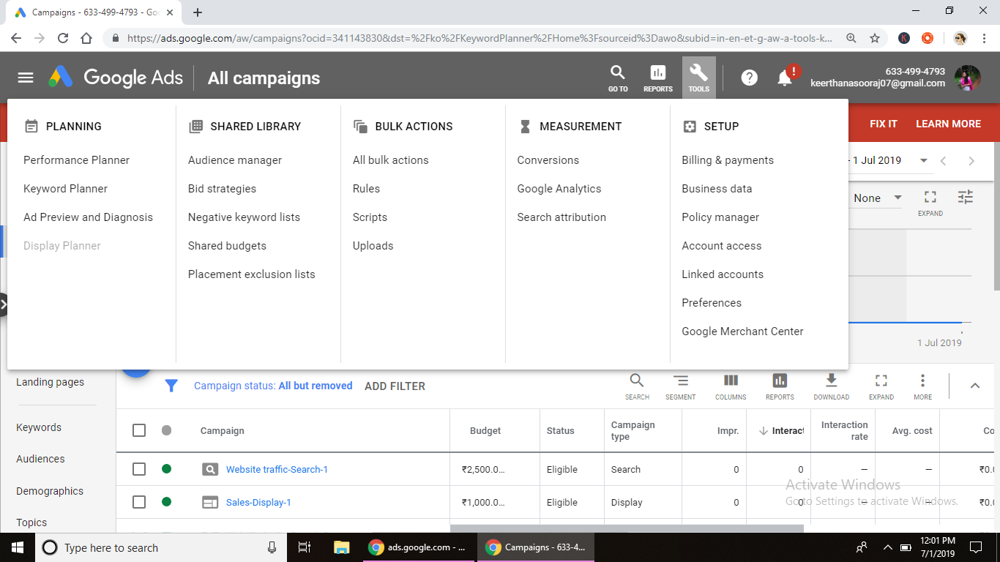 Campaigns - 633-499-4793 - Goo
https://ads.google.com/aw/campaigns?ocid=341143830&dst=%2Fko%2FKeywordPlanner%2FHome%3Fsourceid%3Dawo&subid=in-en-et-g-aw-a-tools-k...
Google Ads
All campaigns
GO TO
REPORTS
TOOLS
633-499-4793
keerthanasooraj07@gmail.com
FIX IT
LEARN MORE
PLANNING
Performance Planner
Keyword Planner
Ad Preview and Diagnosis
Display Planner
SHARED LIBRARY
Audience manager
Bid strategies
Negative keyword lists
Shared budgets
Placement exclusion lists
BULK ACTIONS
All bulk actions
Rules
Scripts
Uploads
MEASUREMENT
Conversions
Google Analytics
Search attribution
SETUP
Billing & payments
Business data
Policy manager
Account access
Linked accounts
Preferences
Google Merchant Center
- 1 Jul 2019
None
EXPAND
1 Jul 2019
Landing pages
Keywords
Audiences
Demographics
Topics
Campaign status: All but removed ADD FILTER
SEARCH
SEGMENT
COLUMNS
REPORTS
DOWNLOAD
EXPAND
MORE
Campaign Budget Status Campaign type Impr. Interact Interaction rate Avg. cost Co
Website traffic-Search-1 ₹2,500.0... Eligible Search 0 0 — — ₹0.0
Sales-Display-1 ₹1,000.0... Eligible Display 0 0 — — ₹0.0
Activate Windows
Go to Settings to activate Windows.
Type here to search
ads.google.com - ...
Campaigns - 633-4...
12:01 PM
7/1/2019